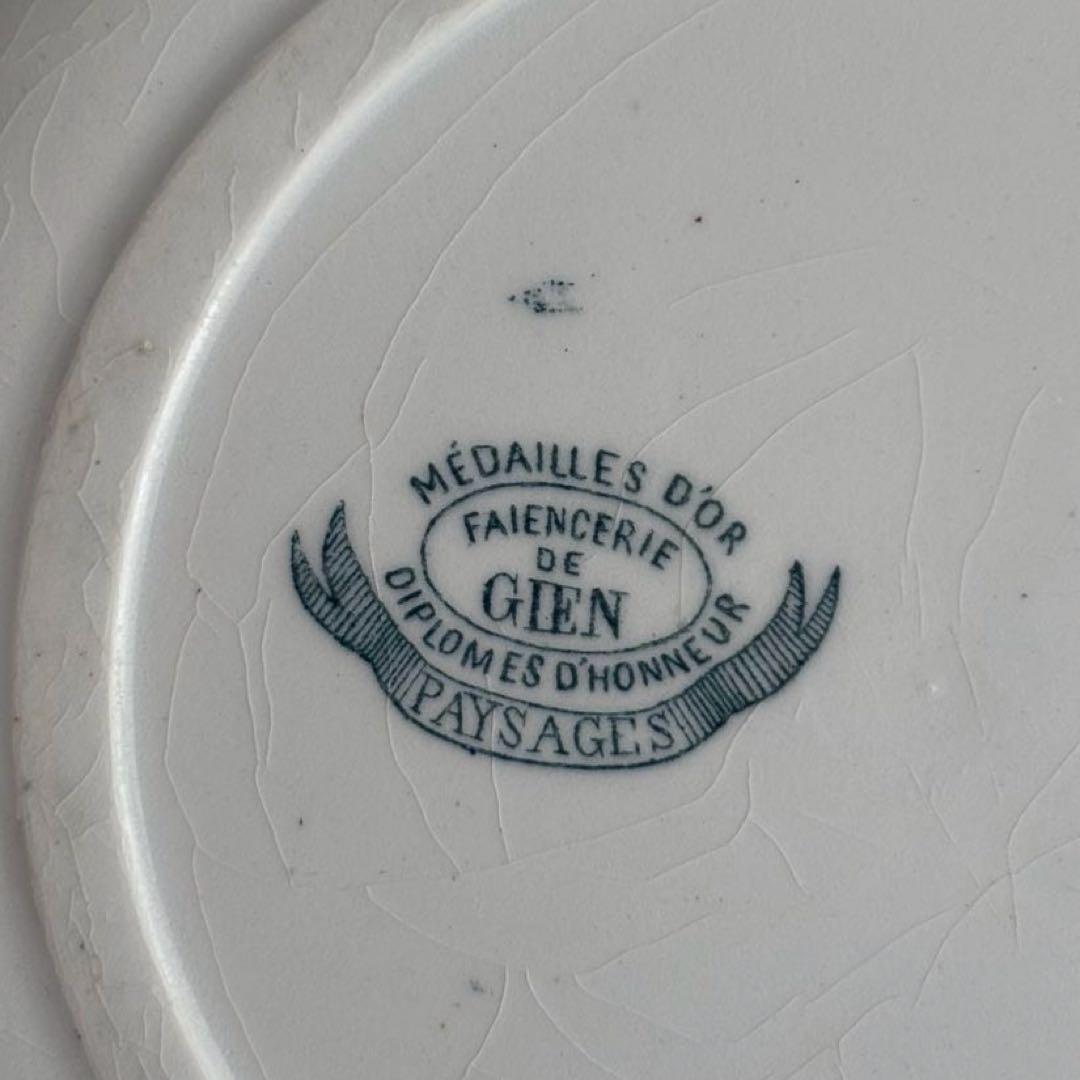 MÉDAILLES D'OR
FAIENCERIE
DE
GIEN
DIPLOMES D'HONNEUR
PAYSAGES